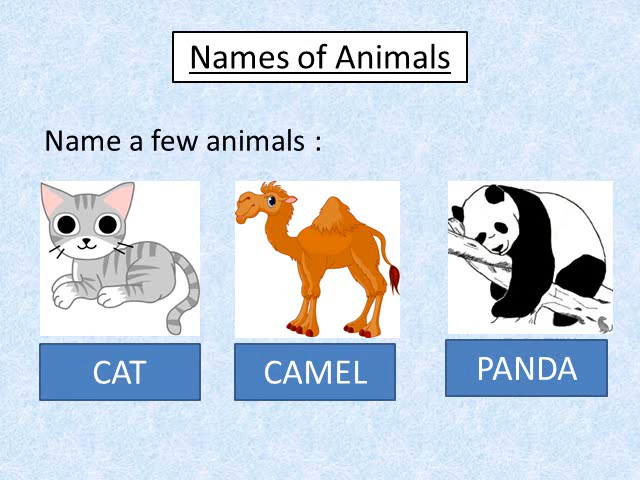 Names of Animals
Name a few animals :
CAT
CAMEL
PANDA